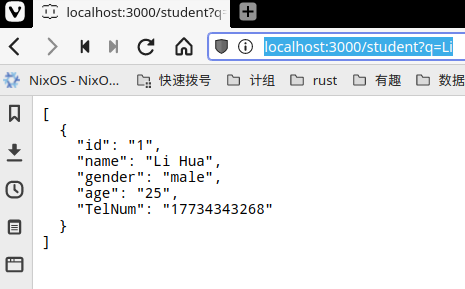 localhost:3000/student?q=
localhost:3000/student?q=Li
NixOS - NixO... 快速拨号 计组 rust 有趣 数据
[
{
"id": "1",
"name": "Li Hua",
"gender": "male",
"age": "25",
"TelNum": "17734343268"
}
]